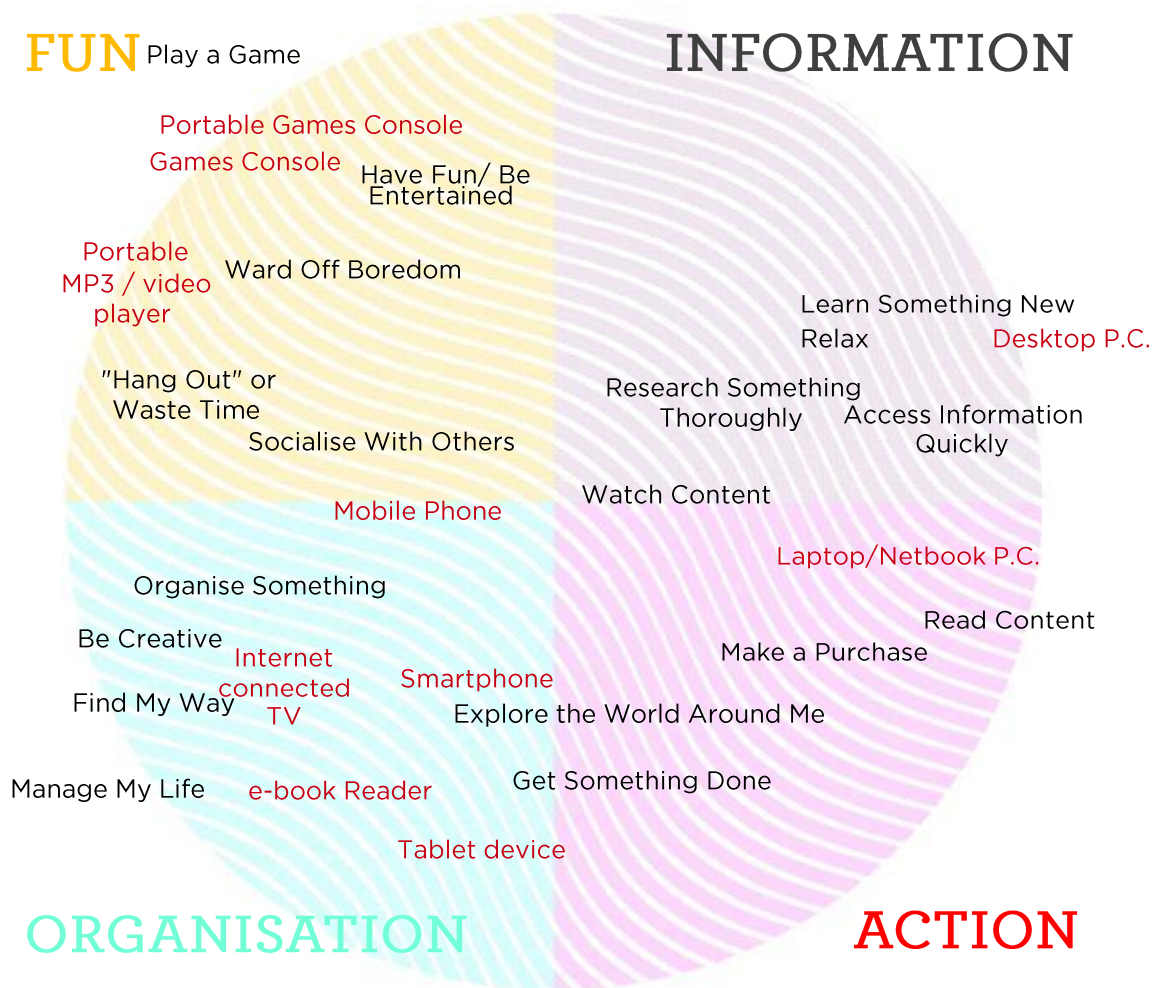 FUN Play a Game
INFORMATION
Portable Games Console
Games Console
Have Fun/ Be
Entertained
Portable
MP3 / video
player
Ward Off Boredom
"Hang Out" or
Waste Time
Socialise With Others
Learn Something New
Relax
Desktop P.C.
Research Something
Thoroughly
Access Information
Quickly
Watch Content
Mobile Phone
Organise Something
Be Creative
Internet
connected
TV
Find My Way
Smartphone
Manage My Life
e-book Reader
Tablet device
Laptop/Netbook P.C.
Read Content
Make a Purchase
Explore the World Around Me
Get Something Done
ORGANISATION
ACTION